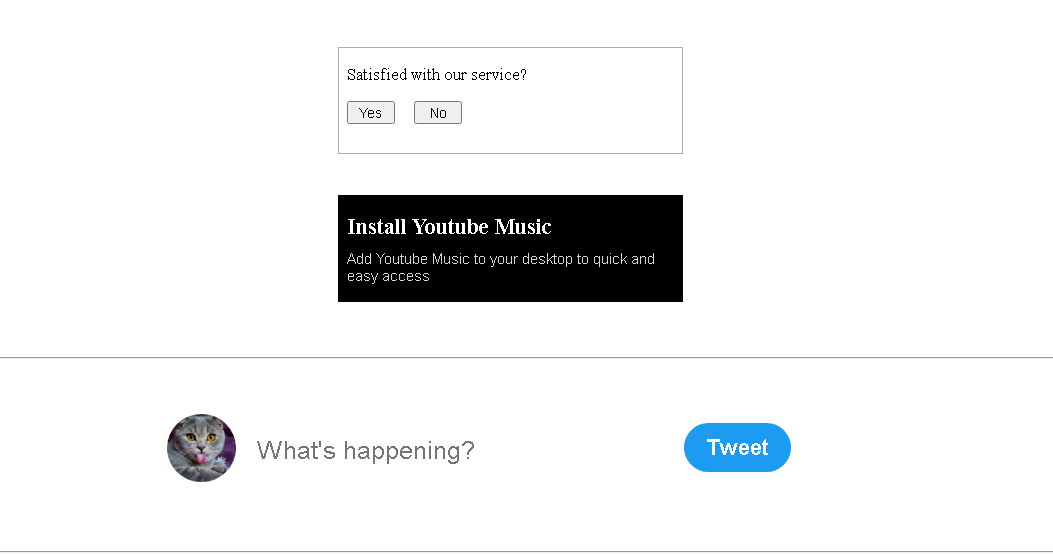 Satisfied with our service?
Yes No
Install Youtube Music
Add Youtube Music to your desktop to quick and
easy access
What's happening? Tweet